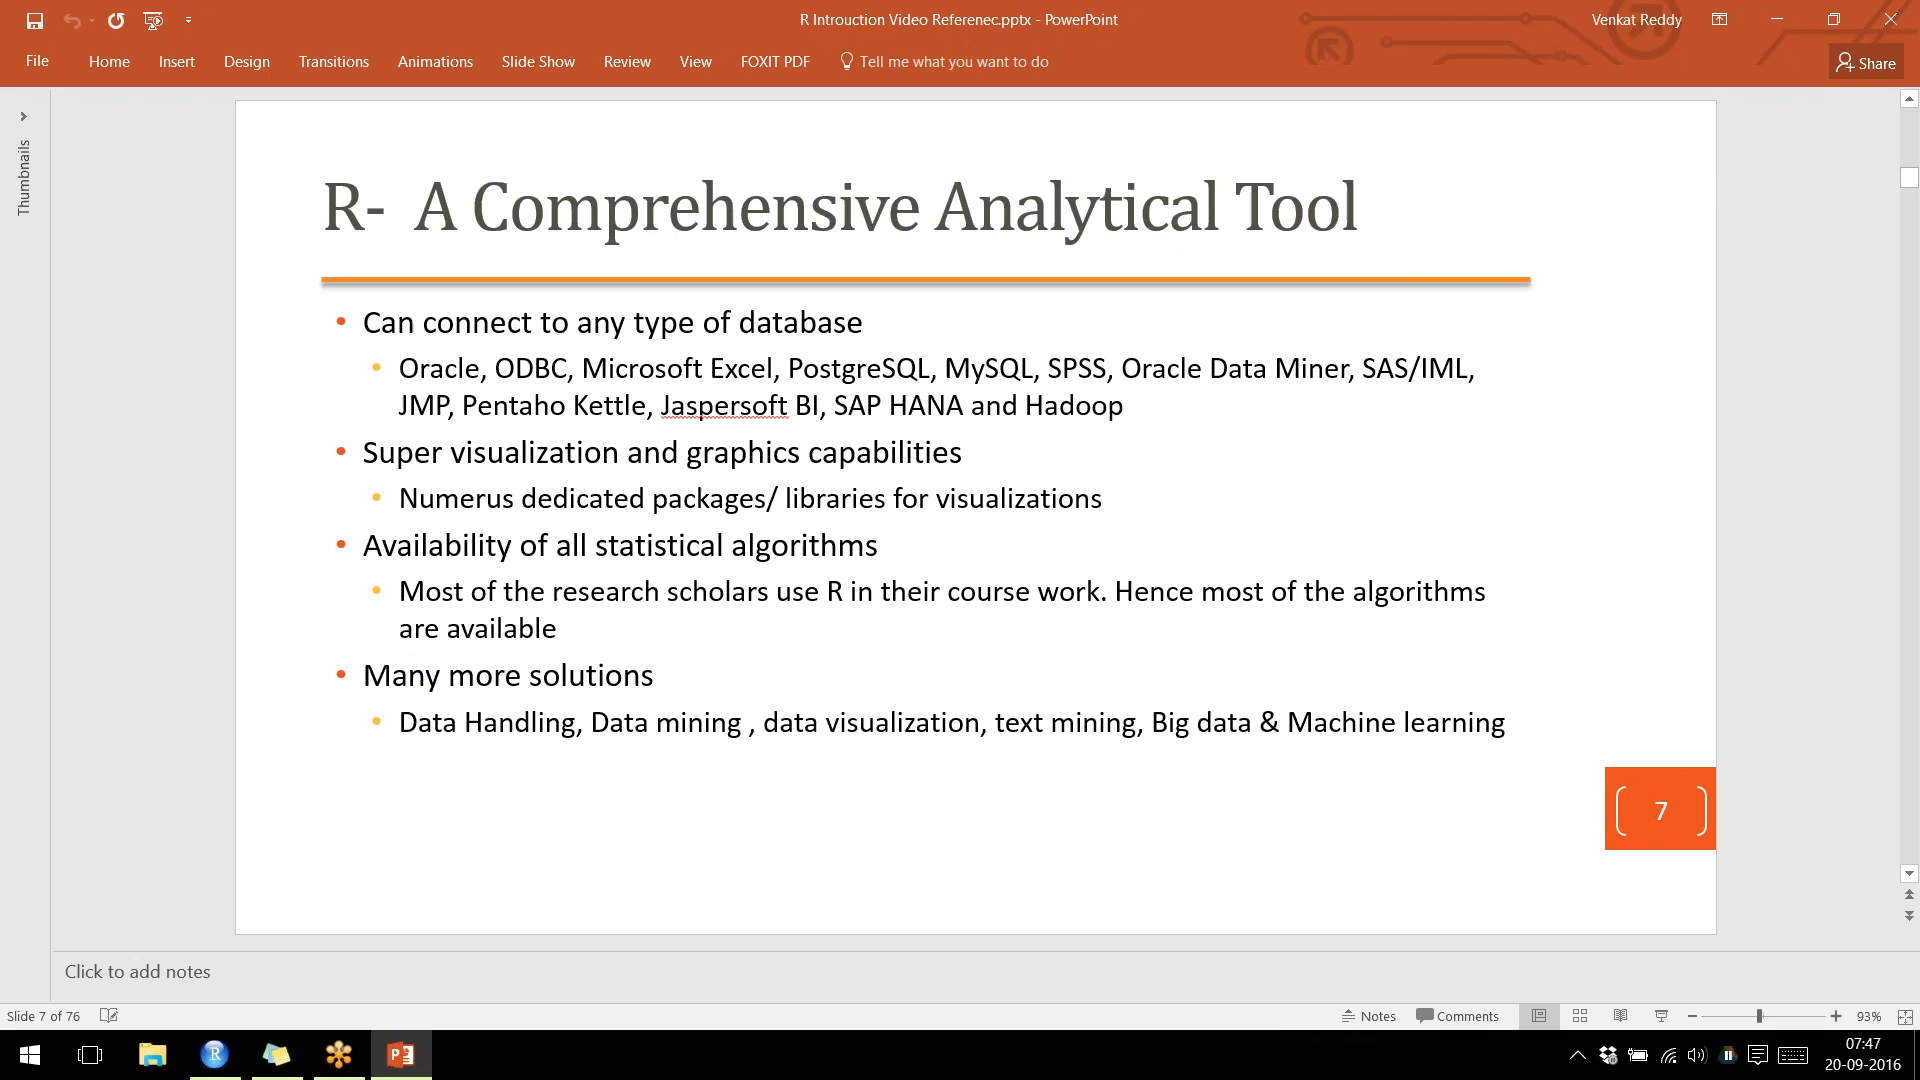 R Introuction Video Referenec.pptx - PowerPoint
Venkat Reddy
File Home Insert Design Transitions Animations Slide Show Review View FOXIT PDF Tell me what you want to do
Share
Thumbnails
R- A Comprehensive Analytical Tool
• Can connect to any type of database
• Oracle, ODBC, Microsoft Excel, PostgreSQL, MySQL, SPSS, Oracle Data Miner, SAS/IML,
JMP, Pentaho Kettle, Jaspersoft BI, SAP HANA and Hadoop
• Super visualization and graphics capabilities
• Numerus dedicated packages/ libraries for visualizations
• Availability of all statistical algorithms
• Most of the research scholars use R in their course work. Hence most of the algorithms
are available
• Many more solutions
• Data Handling, Data mining , data visualization, text mining, Big data & Machine learning
7
Click to add notes
Slide 7 of 76
Notes Comments
93%
R
P
07:47
20-09-2016